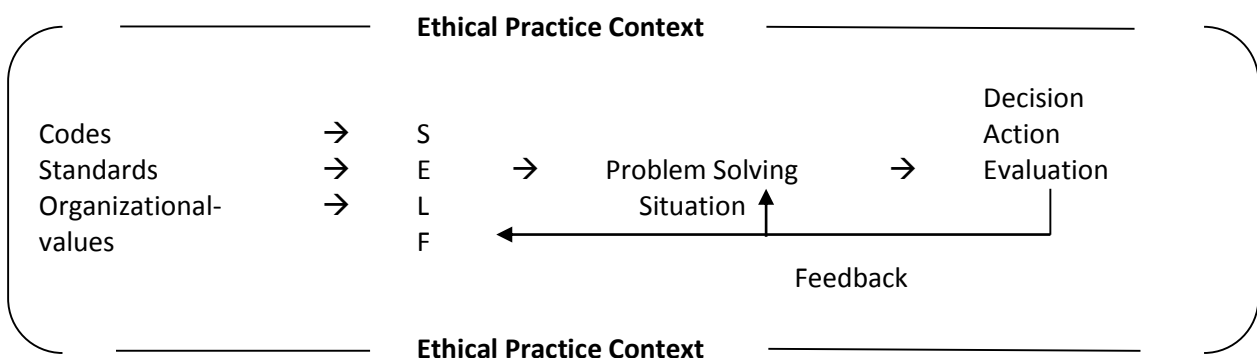 Ethical Practice Context
Decision
Codes → S Action
Standards → E → Problem Solving → Evaluation
Organizational- → L Situation
values F
Feedback
Ethical Practice Context